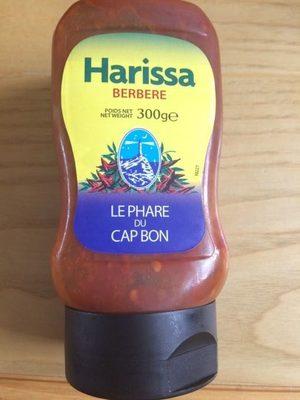 Harissa
BERBERE
POIDS NET
NET WEIGHT 300g℮
LE PHARE
DU
CAP BON